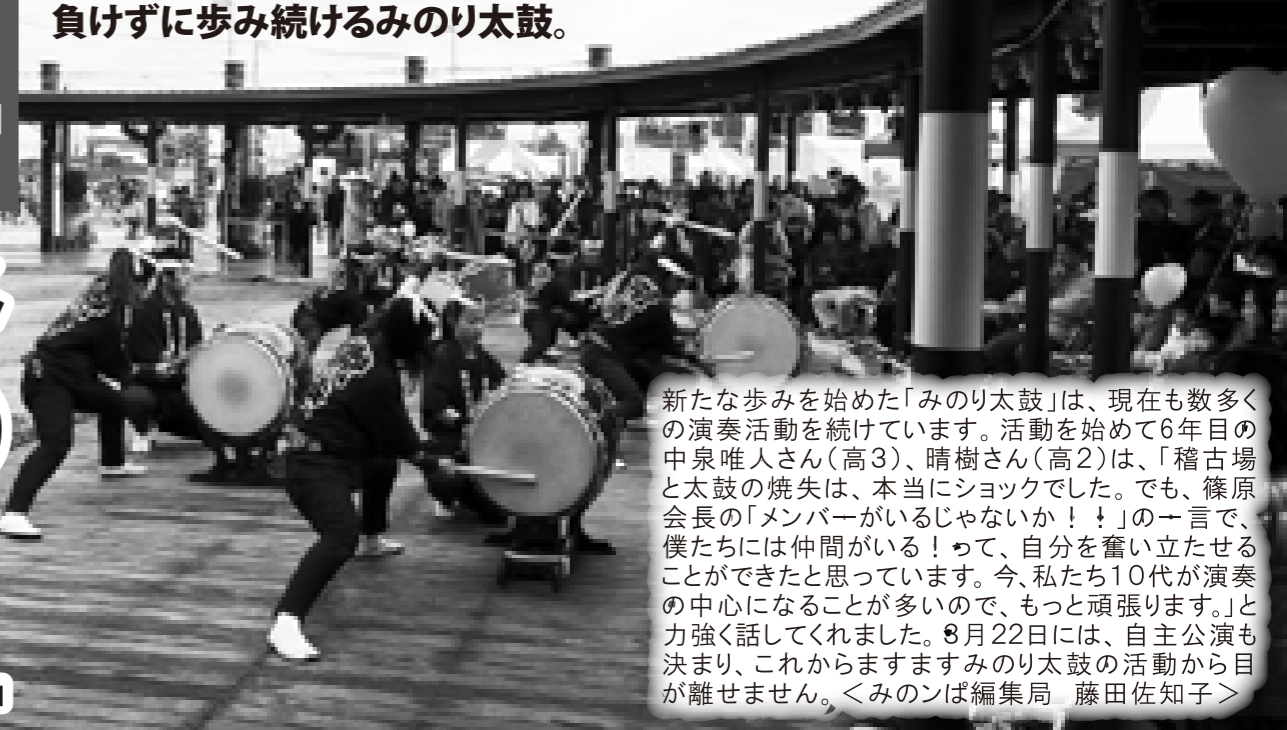 負けずに歩み続けるみのり太鼓。
新たな歩みを始めた「みのり太鼓」は、現在も数多く
の演奏活動を続けています。活動を始めて6年目の
中泉唯人さん(高3)、晴樹さん(高2)は、「稽古場
と太鼓の焼失は、本当にショックでした。でも、篠原
会長の「メンバーがいるじゃないか！！」の一言で、
僕たちには仲間がいる！って、自分を奮い立たせる
ことができたと思っています。今、私たち10代が演奏
の中心になることが多いので、もっと頑張ります。」と
力強く話してくれました。8月22日には、自主公演も
決まり、これからますますみのり太鼓の活動から目
が離せません。＜みのンぱ編集局　藤田佐知子＞